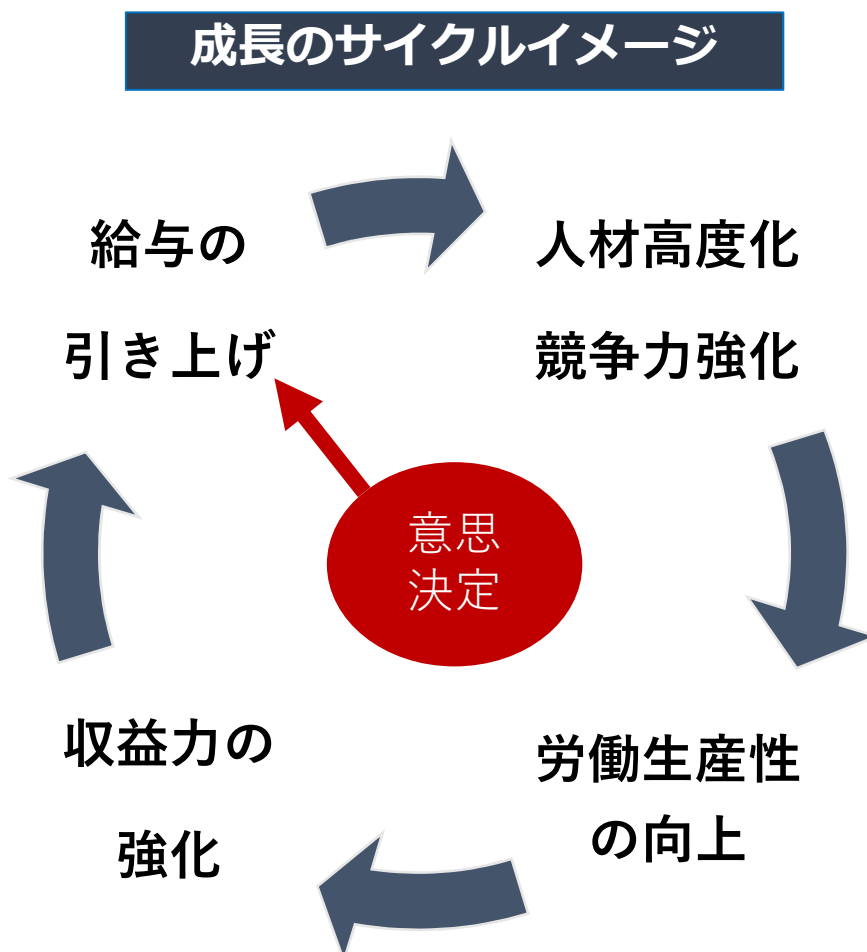 成長のサイクルイメージ
給与の
引き上げ
人材高度化
競争力強化
意思
決定
収益力の
強化
労働生産性
の向上